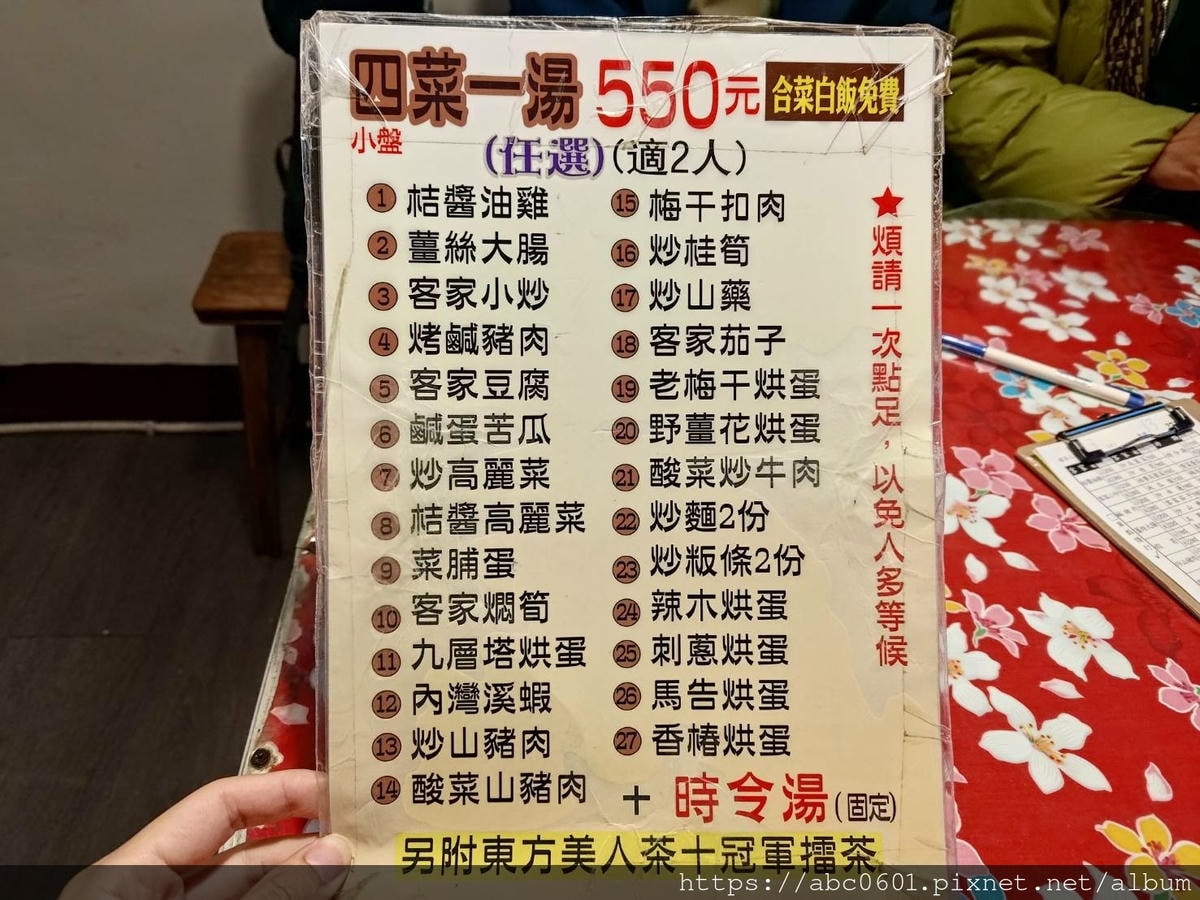 四菜一湯 550元 合菜白飯免費
小盤
(任選)(適2人)
1 桔醬油雞
2 薑絲大腸
3 客家小炒
4 烤鹹豬肉
5 客家豆腐
6 鹹蛋苦瓜
7 炒高麗菜
8 桔醬高麗菜
9 菜脯蛋
10 客家燜筍
11 九層塔烘蛋
12 內灣溪蝦
13 炒山豬肉
14 酸菜山豬肉
15 梅干扣肉
16 炒桂筍
17 炒山藥
18 客家茄子
19 老梅干烘蛋
20 野薑花烘蛋
21 酸菜炒牛肉
22 炒麵2份
23 炒粄條2份
24 辣木烘蛋
25 刺蔥烘蛋
26 馬告烘蛋
27 香椿烘蛋
+ 時令湯(固定)
★煩請一次點足,以免人多等候
另附東方美人茶+冠軍擂茶
https://abc0601.pixnet.net/album